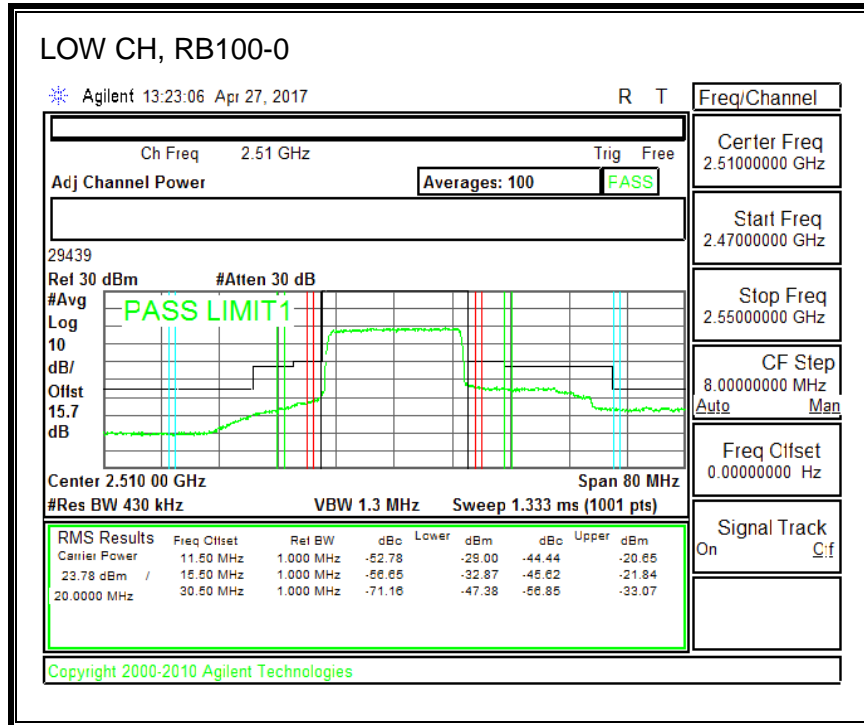 LOW CH, RB100-0
Agilent 13:23:06 Apr 27, 2017 R T
Freq/Channel
Ch Freq 2.51 GHz Trig Free
Adj Channel Power Averages: 100 PASS
Center Freq
2.51000000 GHz
Start Freq
2.47000000 GHz
29439
Ref 30 dBm #Atten 30 dB
#Avg
Log
10
dB/
Offst
15.7
dB
PASS LIMIT1
Stop Freq
2.55000000 GHz
CF Step
8.00000000 MHz
Auto Man
Freq Offset
0.00000000 Hz
Center 2.510 00 GHz Span 80 MHz
#Res BW 430 kHz VBW 1.3 MHz Sweep 1.333 ms (1001 pts)
Signal Track
On Off
RMS Results Freq Offset Ref BW dBc Lower dBm dBc Upper dBm
Carrier Power 11.50 MHz 1.000 MHz -52.78 -29.00 -44.44 -20.65
23.78 dBm / 15.50 MHz 1.000 MHz -56.65 -32.87 -45.62 -21.84
20.0000 MHz 30.50 MHz 1.000 MHz -71.16 -47.38 -56.85 -33.07
Copyright 2000-2010 Agilent Technologies